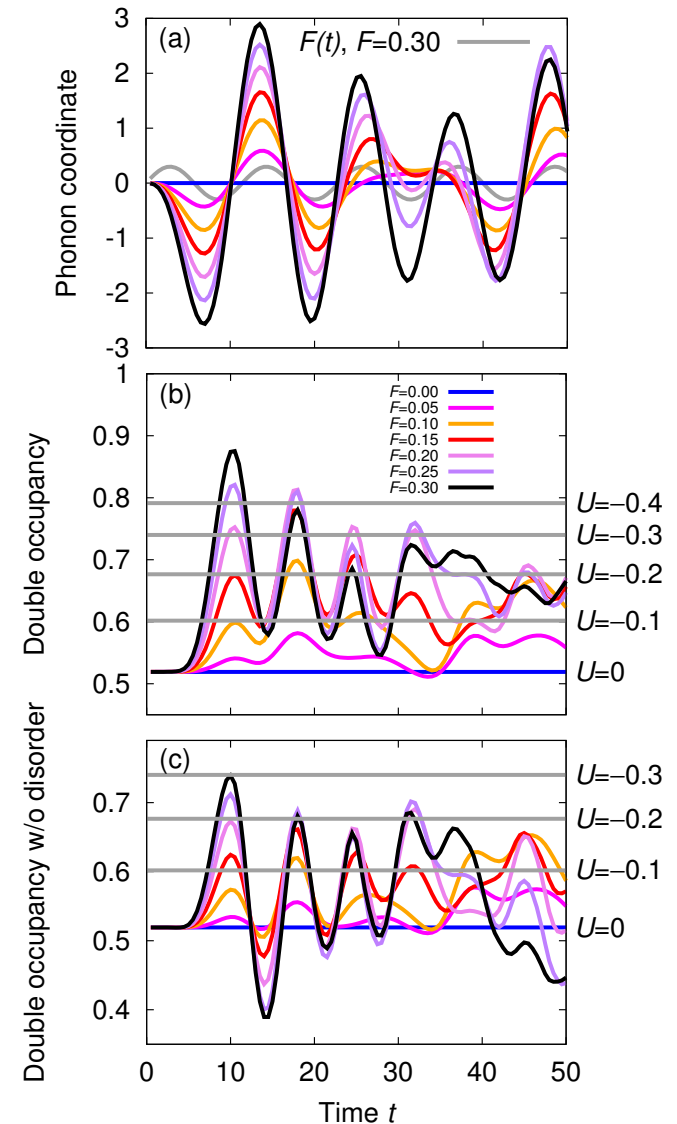 (a)
F(t), F=0.30
3
2
1
0
-1
-2
-3
Phonon coordinate
(b)
F=0.00
F=0.05
F=0.10
F=0.15
F=0.20
F=0.25
F=0.30
1
0.9
0.8
0.7
0.6
0.5
Double occupancy
U=−0.4
U=−0.3
U=−0.2
U=−0.1
U=0
(c)
0.7
0.6
0.5
0.4
Double occupancy w/o disorder
U=−0.3
U=−0.2
U=−0.1
U=0
0 10 20 30 40 50
Time t